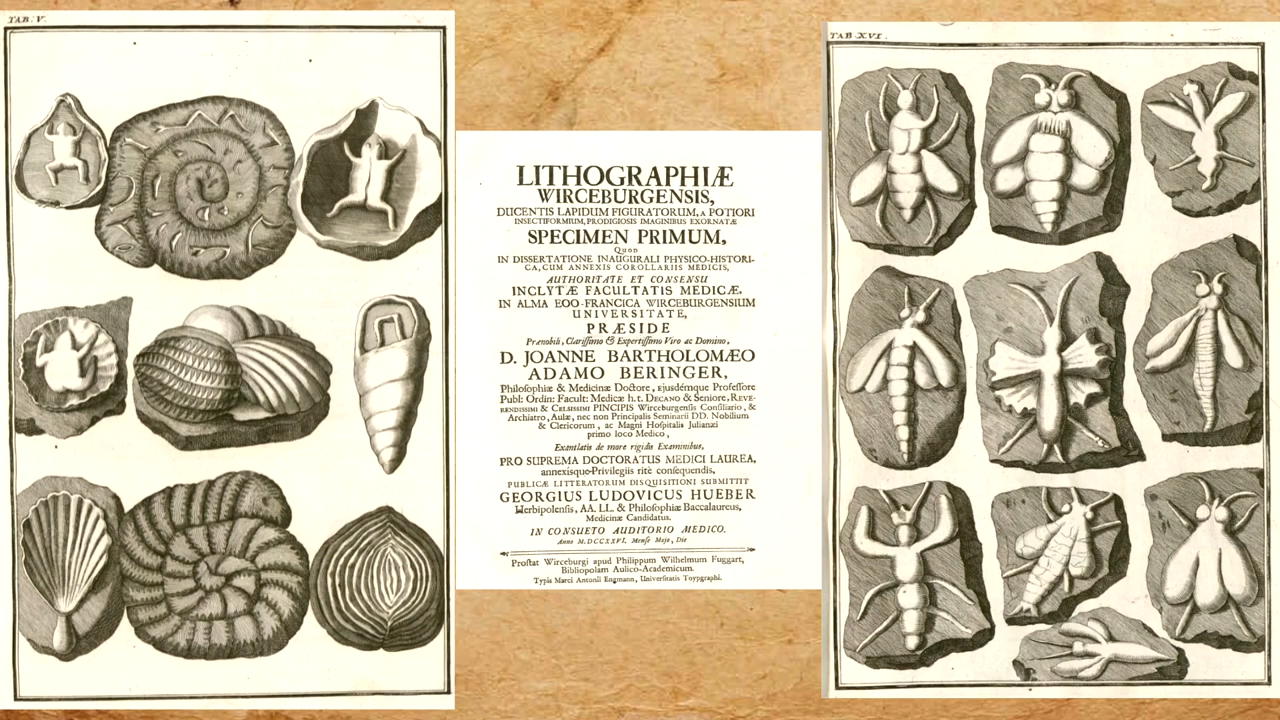 TAB. V.
LITHOGRAPHIÆ
WIRCEBURGENSIS,
DUCENTIS LAPIDUM FIGURATORUM, A POTIORI
INSECTIFORMIUM, PRODIGIOSIS IMAGINIBUS EXORNATÆ
SPECIMEN PRIMUM,
Quod
IN DISSERTATIONE INAUGURALI PHYSICO-HISTORI-
CA, CUM ANNEXIS COROLLARIIS MEDICIS,
AUTHORITATE ET CONSENSU
INCLYTÆ FACULTATIS MEDICÆ.
IN ALMA EOO-FRANCICA WIRCEBURGENSIUM
UNIVERSITATE,
PRÆSIDE
Prænobili, Clarissimo & Expertissimo Viro ac Domino,
D. JOANNE BARTHOLOMÆO
ADAMO BERINGER,
Philosophiæ & Medicinæ Doctore, ejusdémque Professore
Publ: Ordin: Facult: Medicæ h. t. DECANO & Seniore, REVE-
RENDISSIMI & CELSISSIMI PINCIPIS Wirceburgensis Consiliario, &
Archiatro, Aulæ, nec non Principalis Seminarii DD. Nobilium
& Clericorum, ac Magni Hospitalis Julianæi
primo loco Medico,
Exantlatis de more rigidis Examinibus,
PRO SUPREMA DOCTORATUS MEDICI LAUREA,
annexisque Privilegiis ritè consequendis,
PUBLICÆ LITTERATORUM DISQUISITIONI SUBMITTIT
GEORGIUS LUDOVICUS HUEBER
Herbipolensis, AA. LL. & Philosophiæ Baccalaureus,
Medicinæ Candidatus.
IN CONSUETO AUDITORIO MEDICO.
Anno M.DCCXXVI. Mense Majo, Die
Prostat Wirceburgi apud Philippum Wilhelmum Fuggart,
Bibliopolam Aulico-Academicum.
Typis Marci Antonii Engmann, Universitatis Toypgraphi.
TAB. XVI.